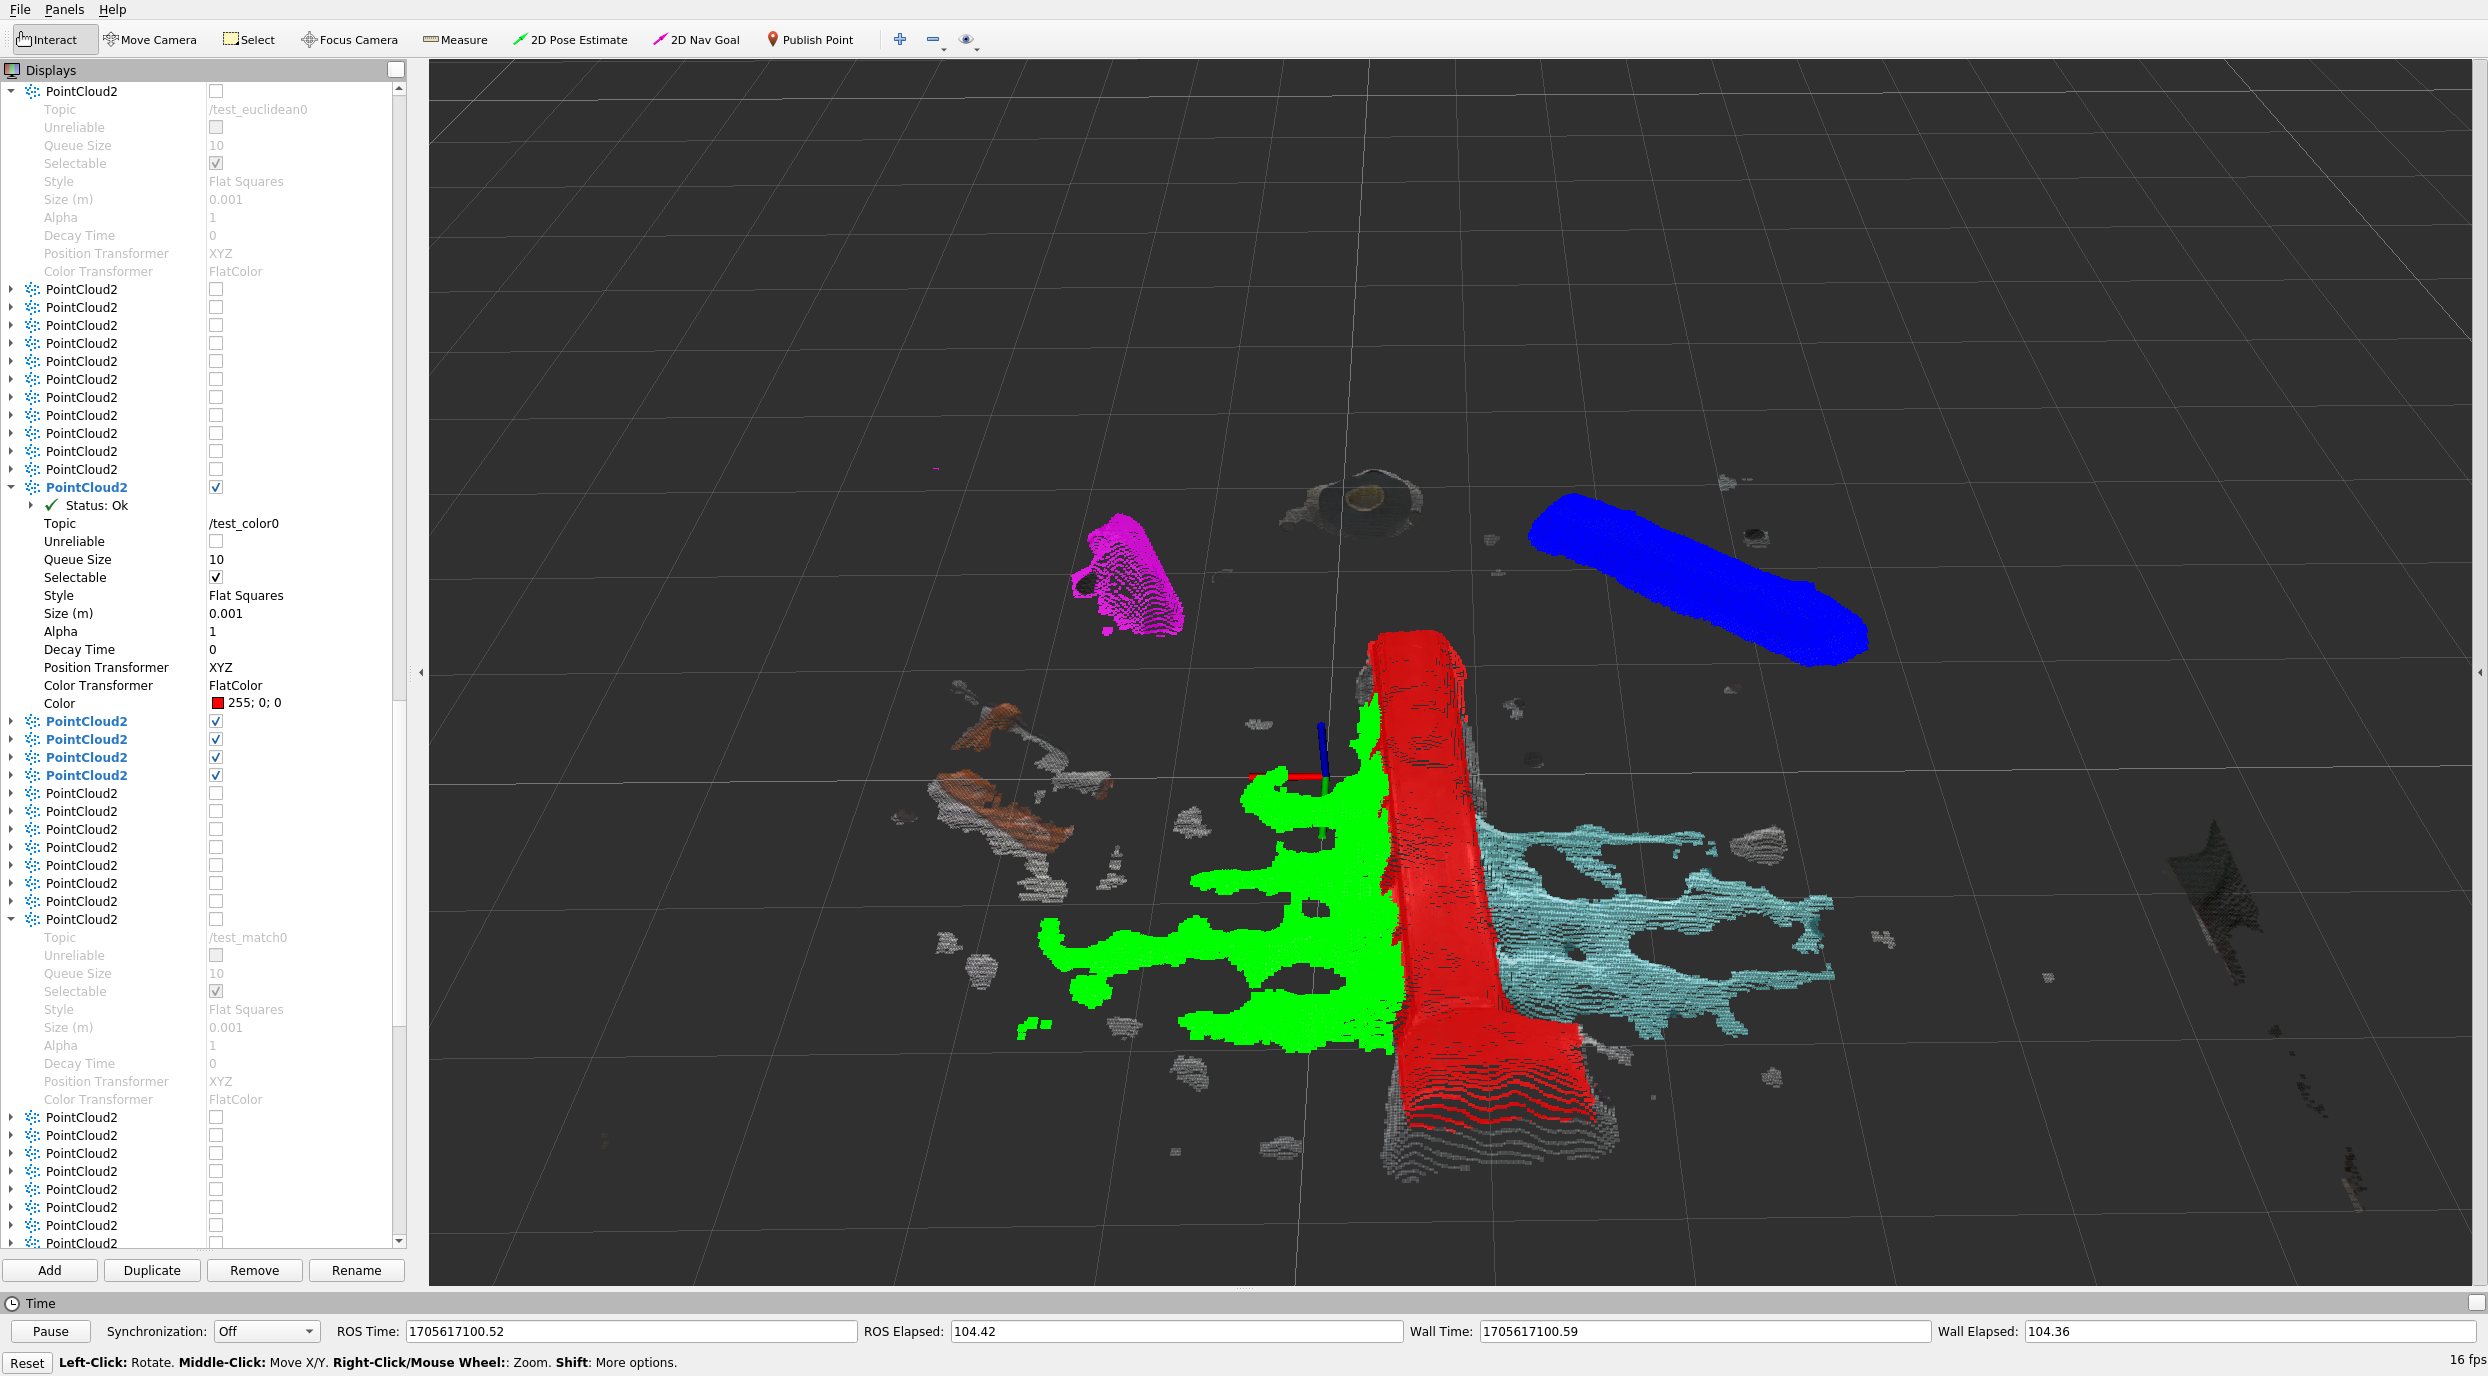 File Panels Help
Interact Move Camera Select Focus Camera Measure 2D Pose Estimate 2D Nav Goal Publish Point
Displays
PointCloud2
Topic /test_euclidean0
Unreliable
Queue Size 10
Selectable
Style Flat Squares
Size (m) 0.001
Alpha 1
Decay Time 0
Position Transformer XYZ
Color Transformer FlatColor
PointCloud2
PointCloud2
PointCloud2
PointCloud2
PointCloud2
PointCloud2
PointCloud2
PointCloud2
PointCloud2
PointCloud2
PointCloud2
PointCloud2
Status: Ok
Topic /test_color0
Unreliable
Queue Size 10
Selectable
Style Flat Squares
Size (m) 0.001
Alpha 1
Decay Time 0
Position Transformer XYZ
Color Transformer FlatColor
Color 255; 0; 0
PointCloud2
PointCloud2
PointCloud2
PointCloud2
PointCloud2
PointCloud2
PointCloud2
PointCloud2
PointCloud2
PointCloud2
PointCloud2
PointCloud2
Topic /test_match0
Unreliable
Queue Size 10
Selectable
Style Flat Squares
Size (m) 0.001
Alpha 1
Decay Time 0
Position Transformer XYZ
Color Transformer FlatColor
PointCloud2
PointCloud2
PointCloud2
PointCloud2
PointCloud2
PointCloud2
PointCloud2
PointCloud2
Add Duplicate Remove Rename
Time
Pause Synchronization: Off ROS Time: 1705617100.52 ROS Elapsed: 104.42 Wall Time: 1705617100.59 Wall Elapsed: 104.36
Reset Left-Click: Rotate. Middle-Click: Move X/Y. Right-Click/Mouse Wheel:: Zoom. Shift: More options. 16 fps